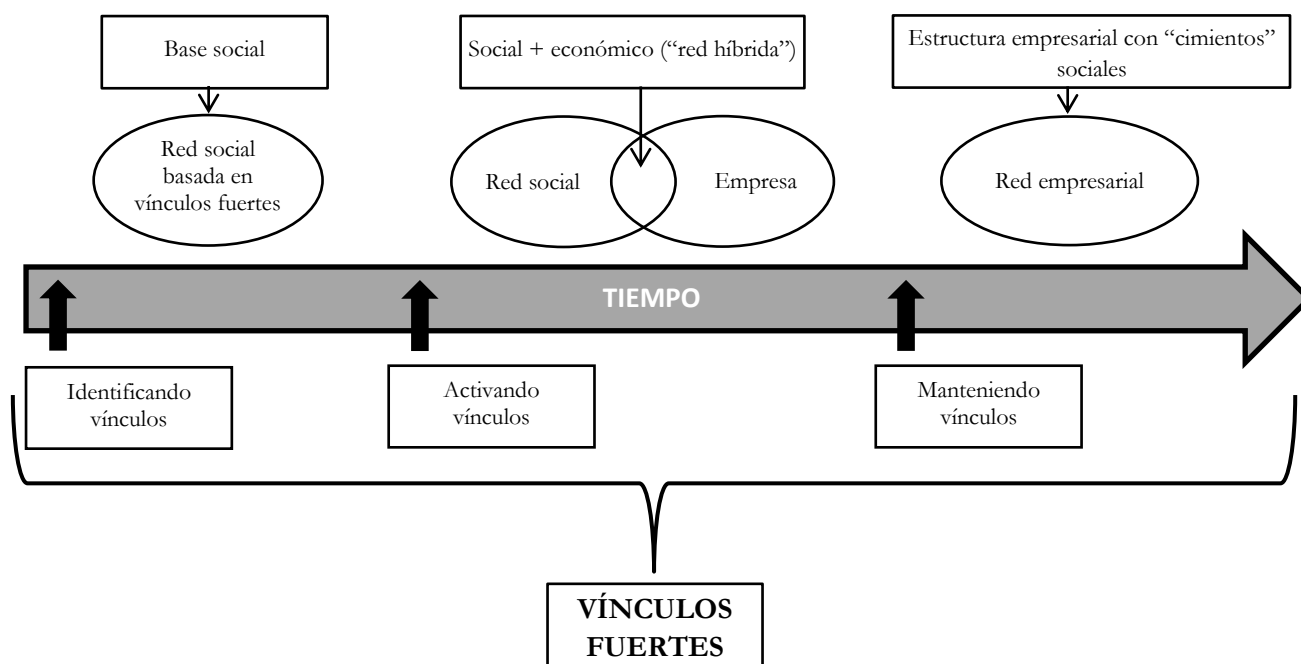 Base social
Social + económico (“red híbrida”)
Estructura empresarial con “cimientos”
sociales
Red social
basada en
vínculos fuertes
Red social
Empresa
Red empresarial
TIEMPO
Identificando
vínculos
Activando
vínculos
Manteniendo
vínculos
VÍNCULOS
FUERTES